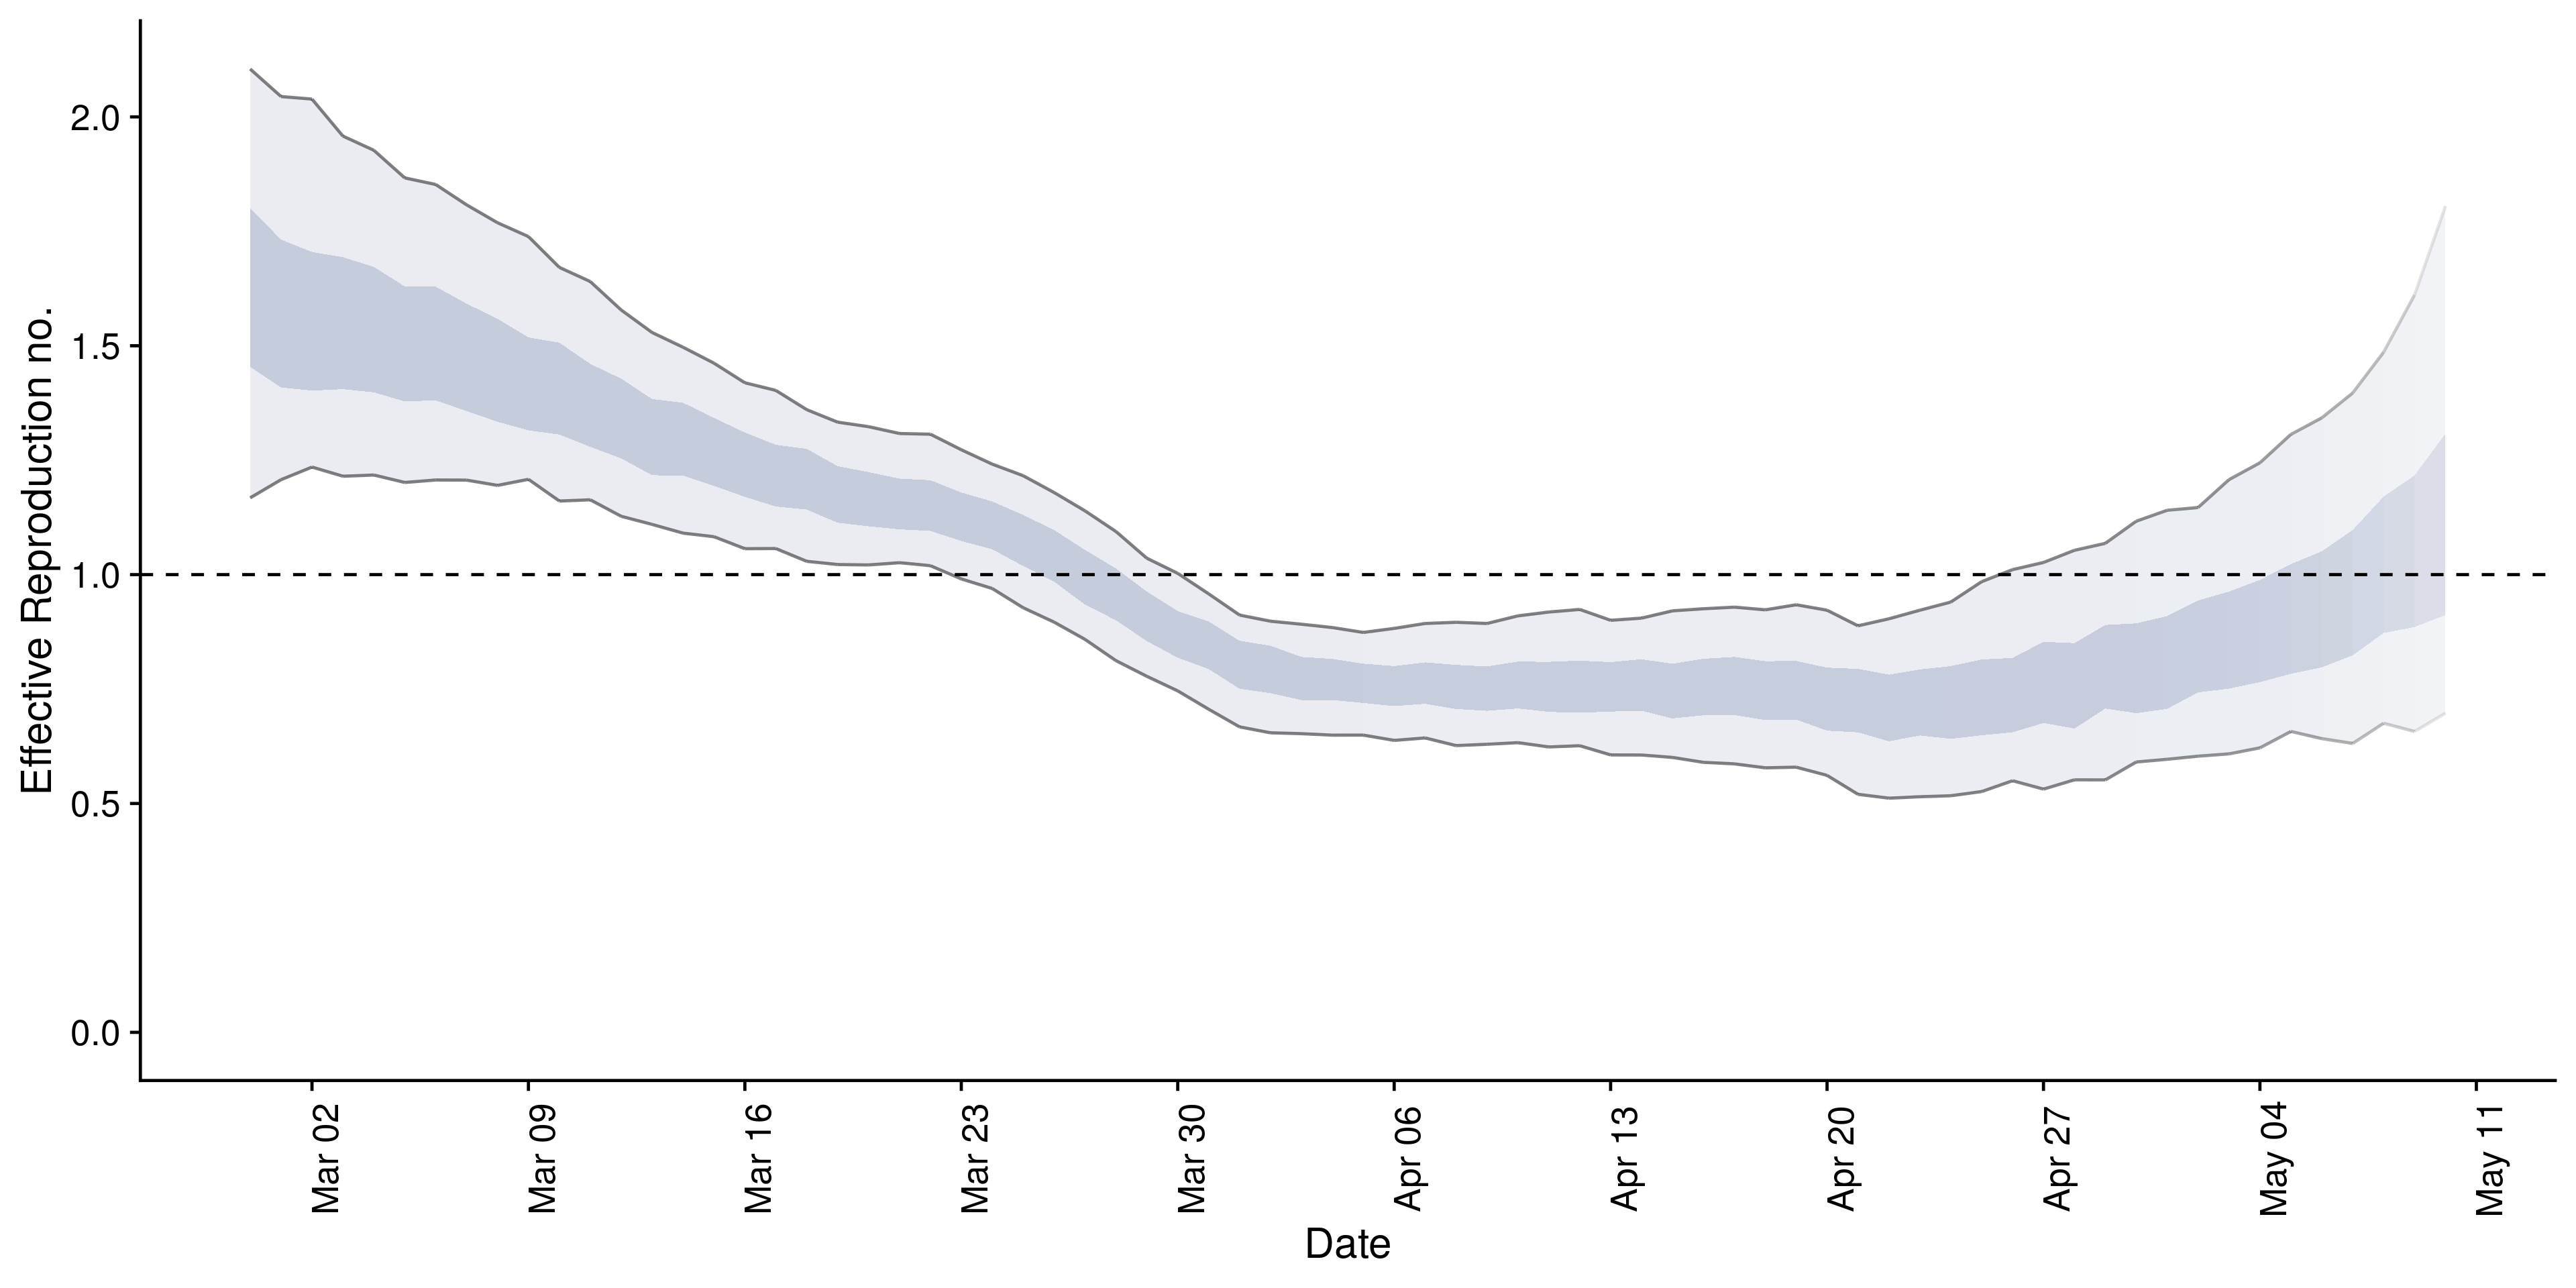 Effective Reproduction no.
2.0
1.5
1.0
0.5
0.0
Mar 02
Mar 09
Mar 16
Mar 23
Mar 30
Apr 06
Apr 13
Apr 20
Apr 27
May 04
May 11
Date